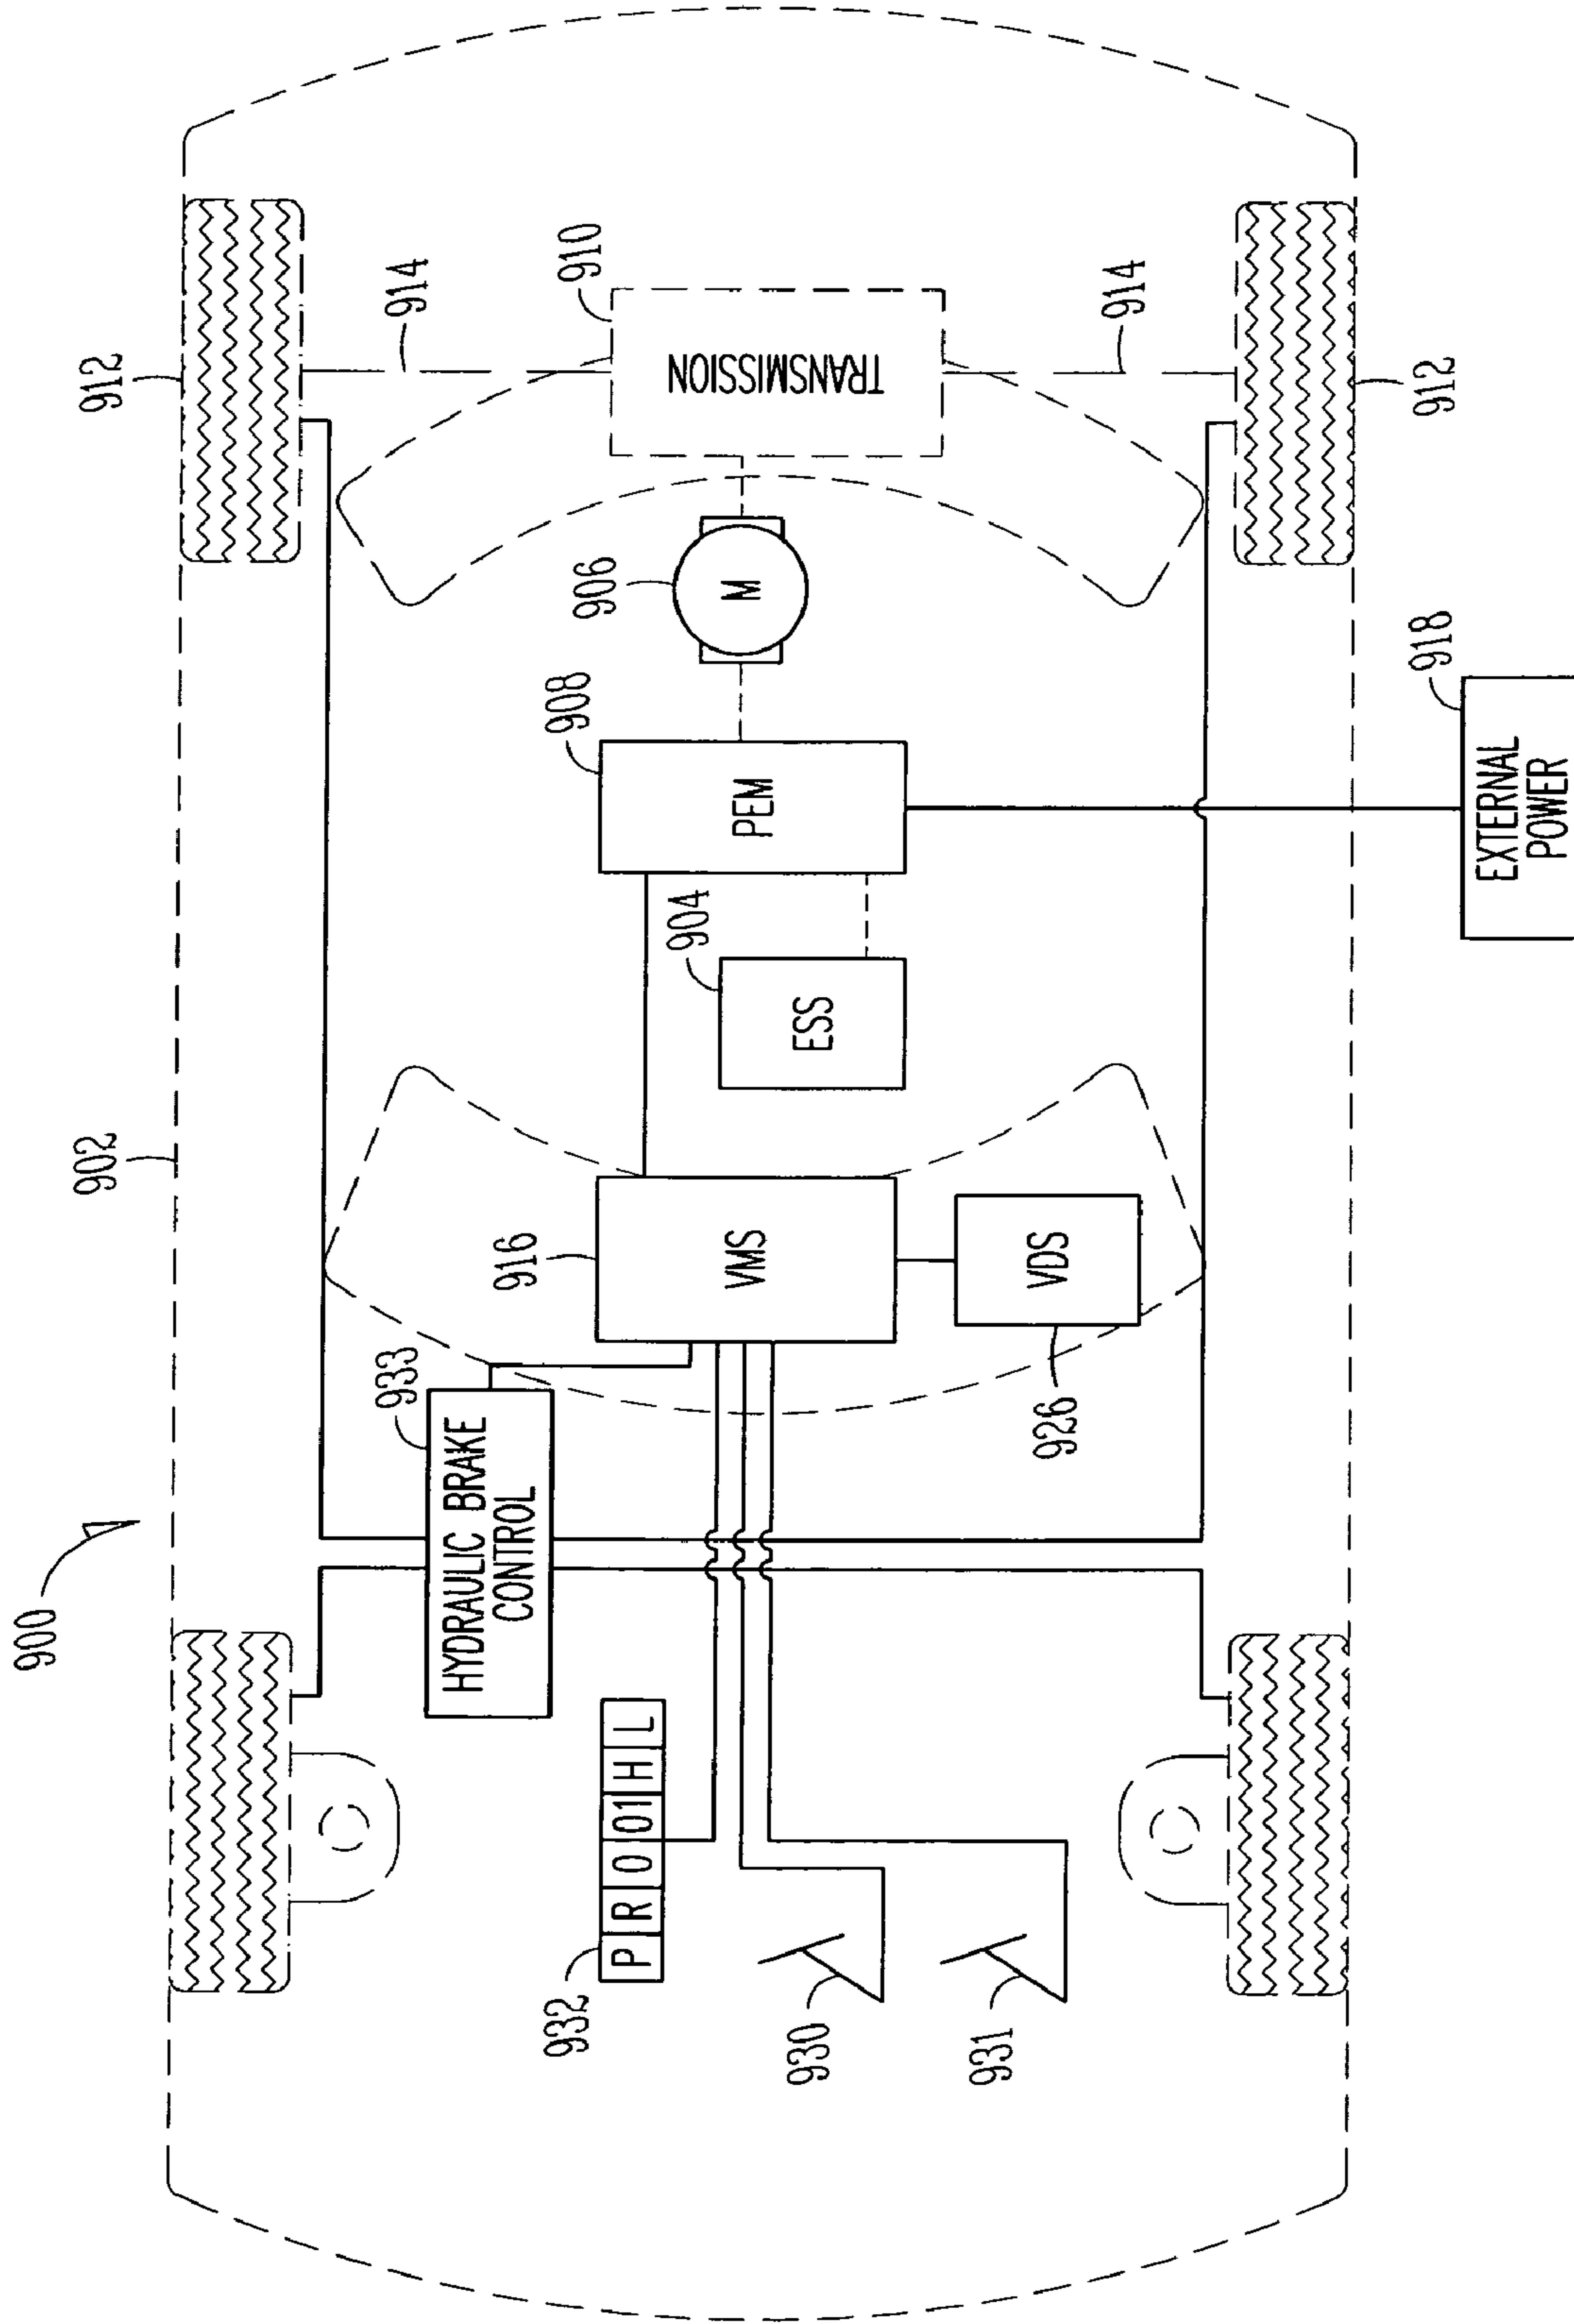 900
902
912
933
914
HYDRAULIC BRAKE
CONTROL
916
932
908
906
910
P R 0 01 H L
904
VMS
PEM
M
TRANSMISSION
930
ESS
931
926
VDS
914
918
912
EXTERNAL
POWER